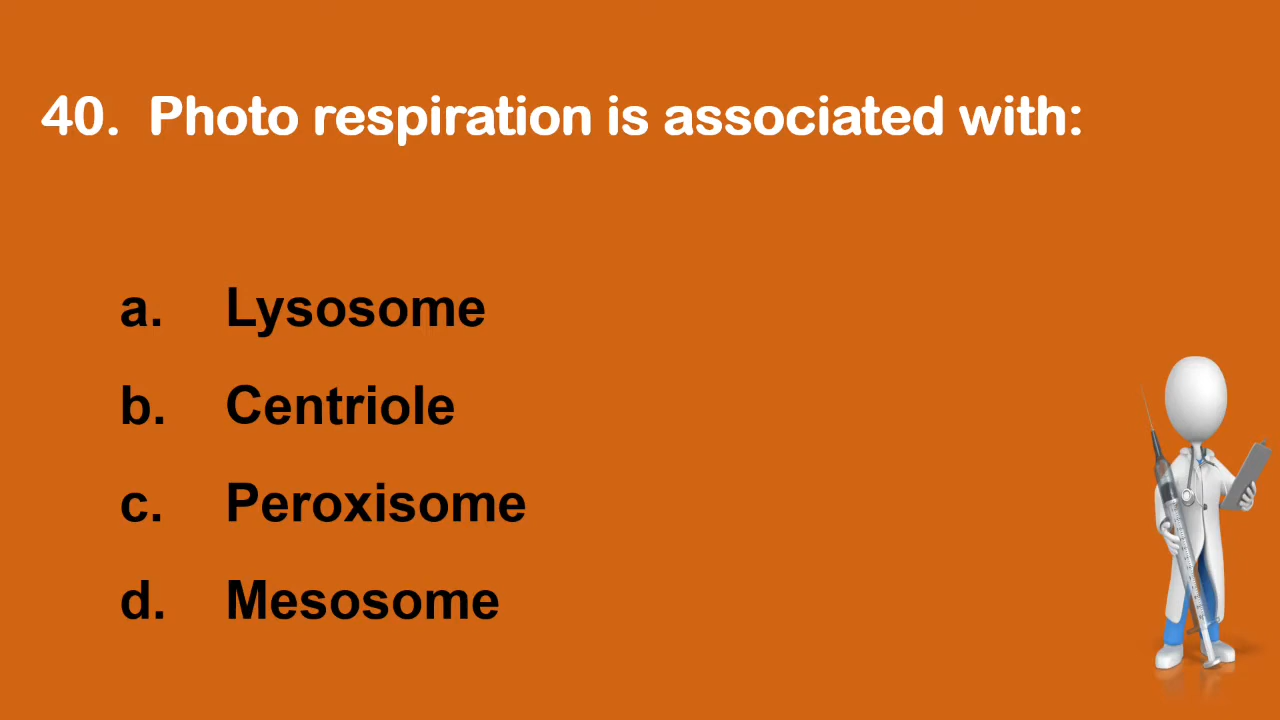 40. Photo respiration is associated with:
a. Lysosome
b. Centriole
c. Peroxisome
d. Mesosome